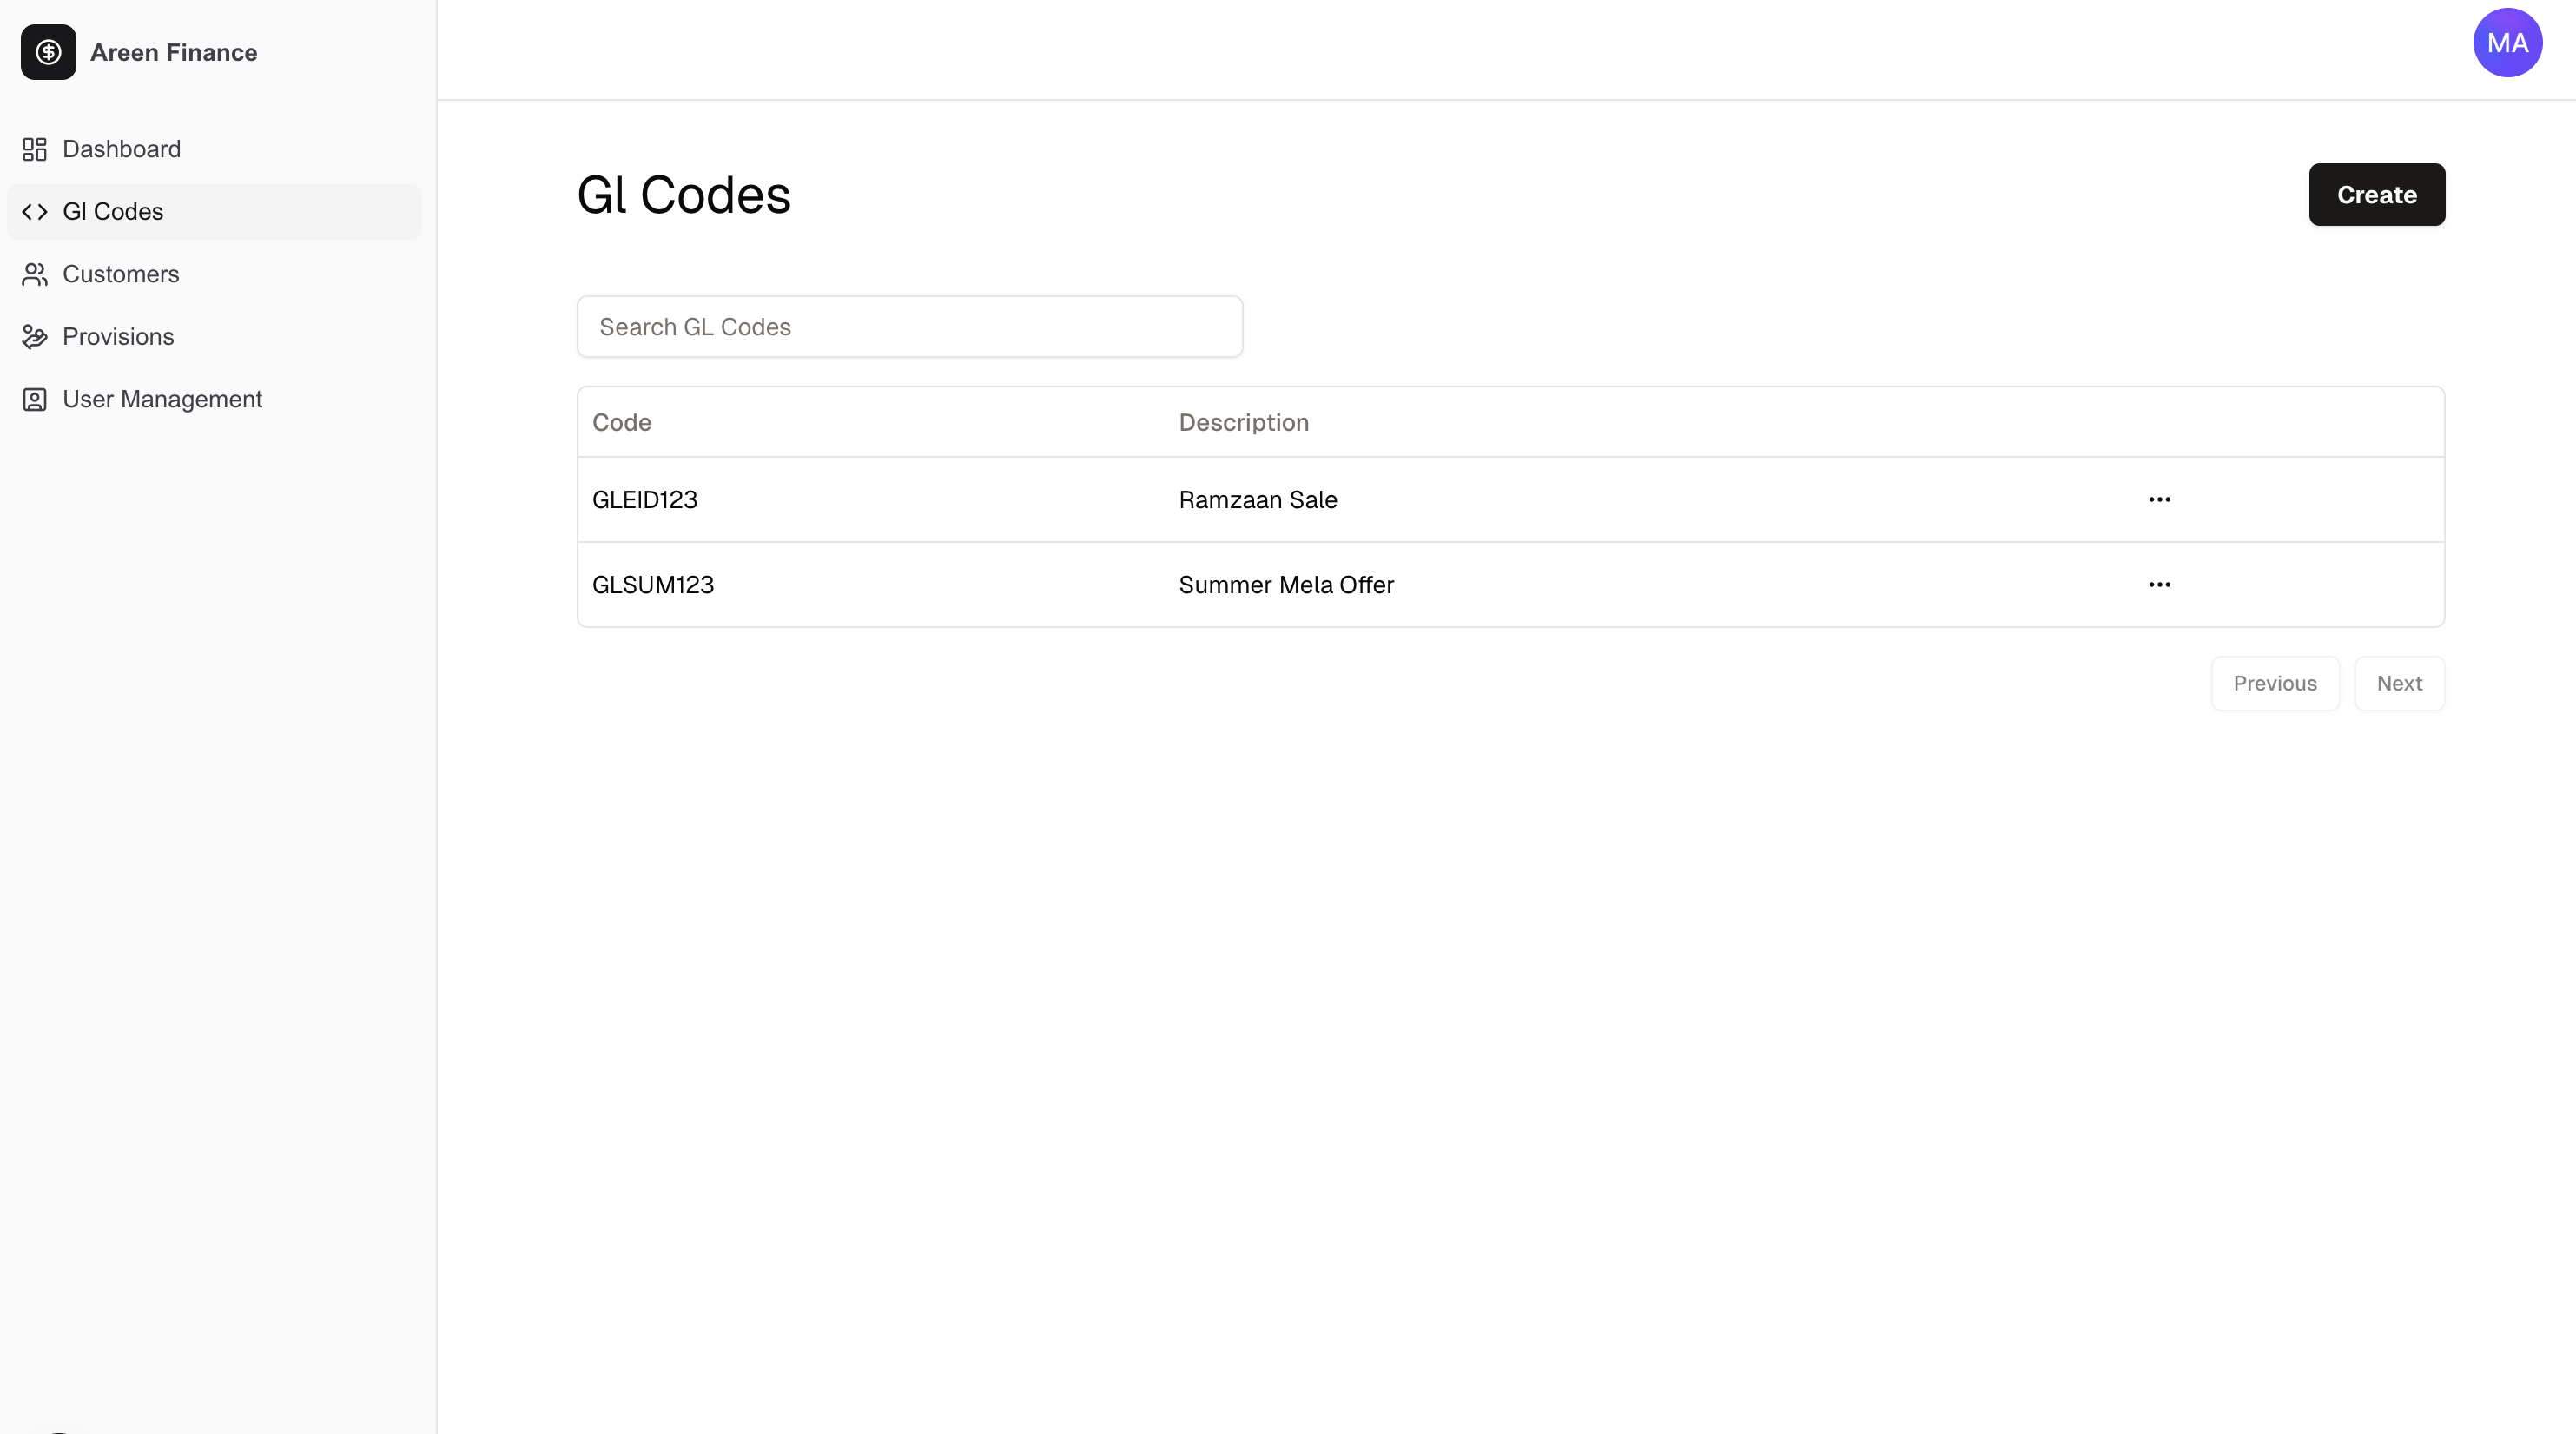 Areen Finance
MA
Dashboard
Gl Codes
Customers
Provisions
User Management
Gl Codes
Create
Search GL Codes
Code Description
GLEID123 Ramzaan Sale
GLSUM123 Summer Mela Offer
Previous Next